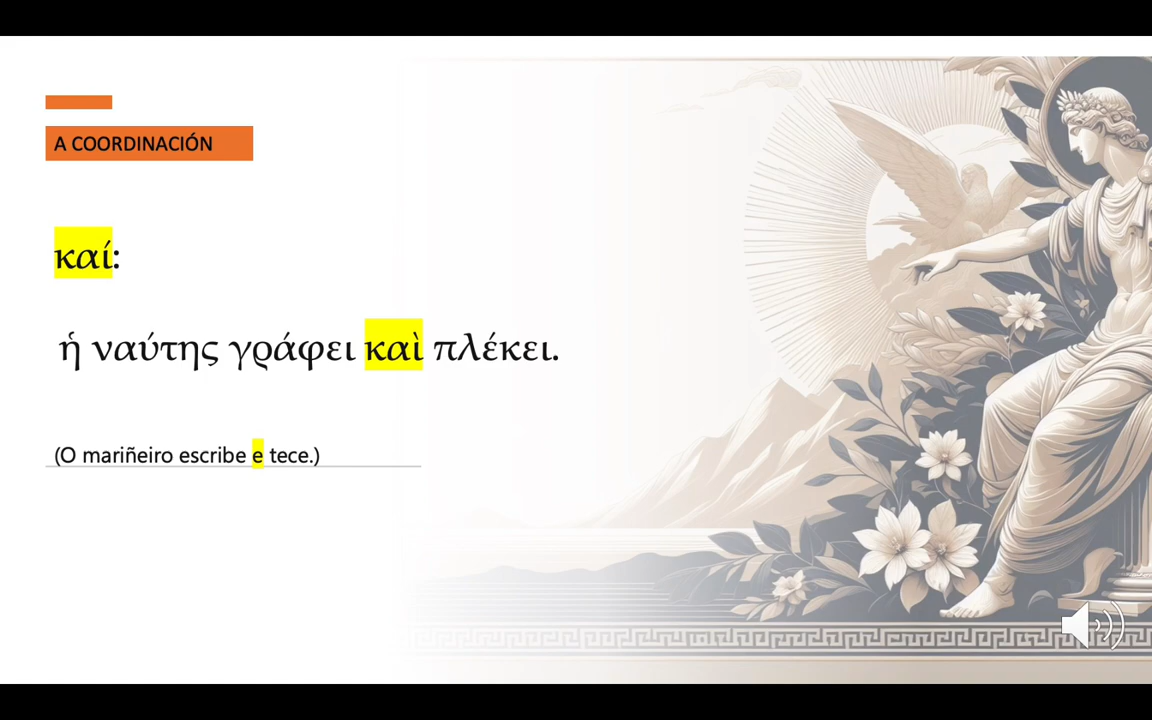 A COORDINACIÓN
καί:
ἡ ναύτης γράφει καὶ πλέκει.
(O mariñeiro escribe e tece.)